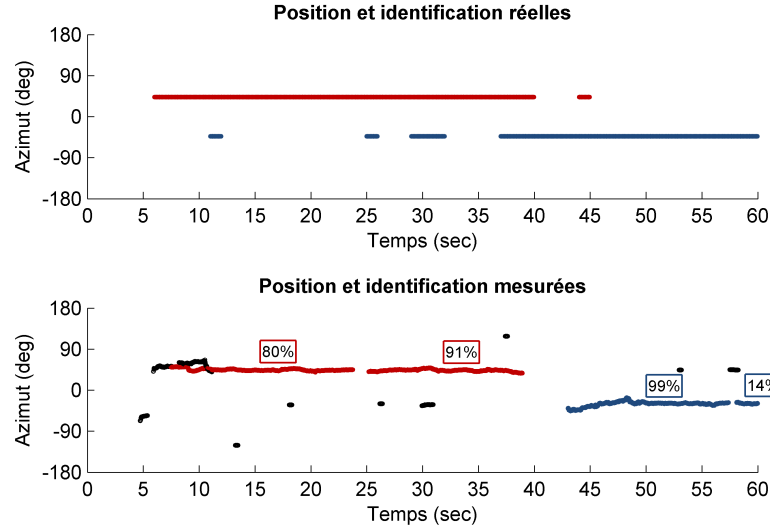 Position et identification réelles
180
90
0
-90
-180
Azimut (deg)
0 5 10 15 20 25 30 35 40 45 50 55 60
Temps (sec)
Position et identification mesurées
180
90
0
-90
-180
Azimut (deg)
80%
91%
99%
14%
0 5 10 15 20 25 30 35 40 45 50 55 60
Temps (sec)